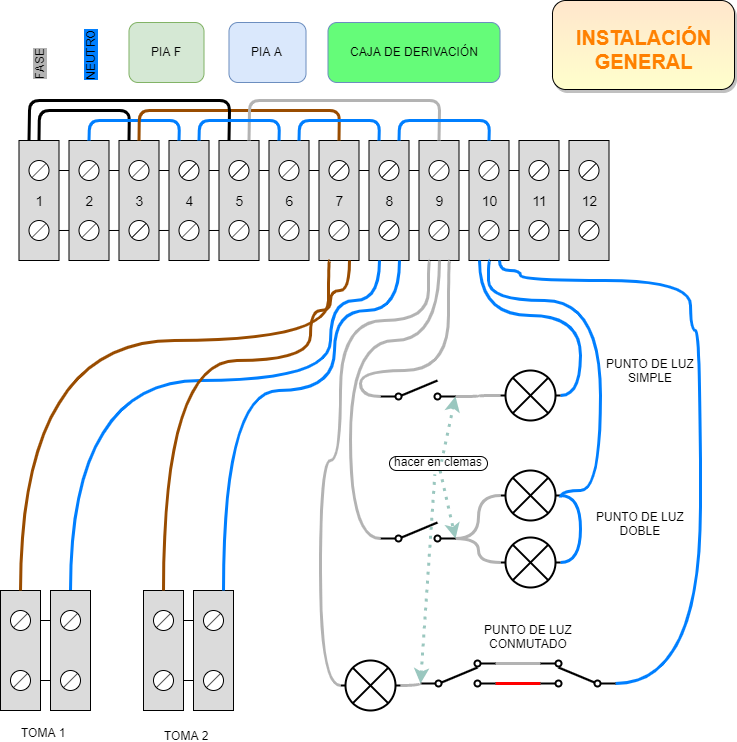 FASE
NEUTRO
PIA F
PIA A
CAJA DE DERIVACIÓN
INSTALACIÓN
GENERAL
1 2 3 4 5 6 7 8 9 10 11 12
PUNTO DE LUZ
SIMPLE
hacer en clemas
PUNTO DE LUZ
DOBLE
PUNTO DE LUZ
CONMUTADO
TOMA 1
TOMA 2